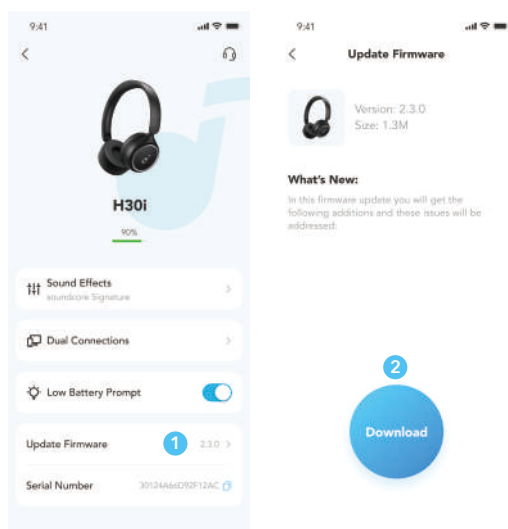 9:41
H30i
90%
Sound Effects
soundcore Signature
Dual Connections
Low Battery Prompt
Update Firmware 1 2.3.0
Serial Number 30124A66D92F12AC
9:41
Update Firmware
Version: 2.3.0
Size: 1.3M
What's New:
In this firmware update you will get the
following additions and these issues will be
addressed:
2
Download